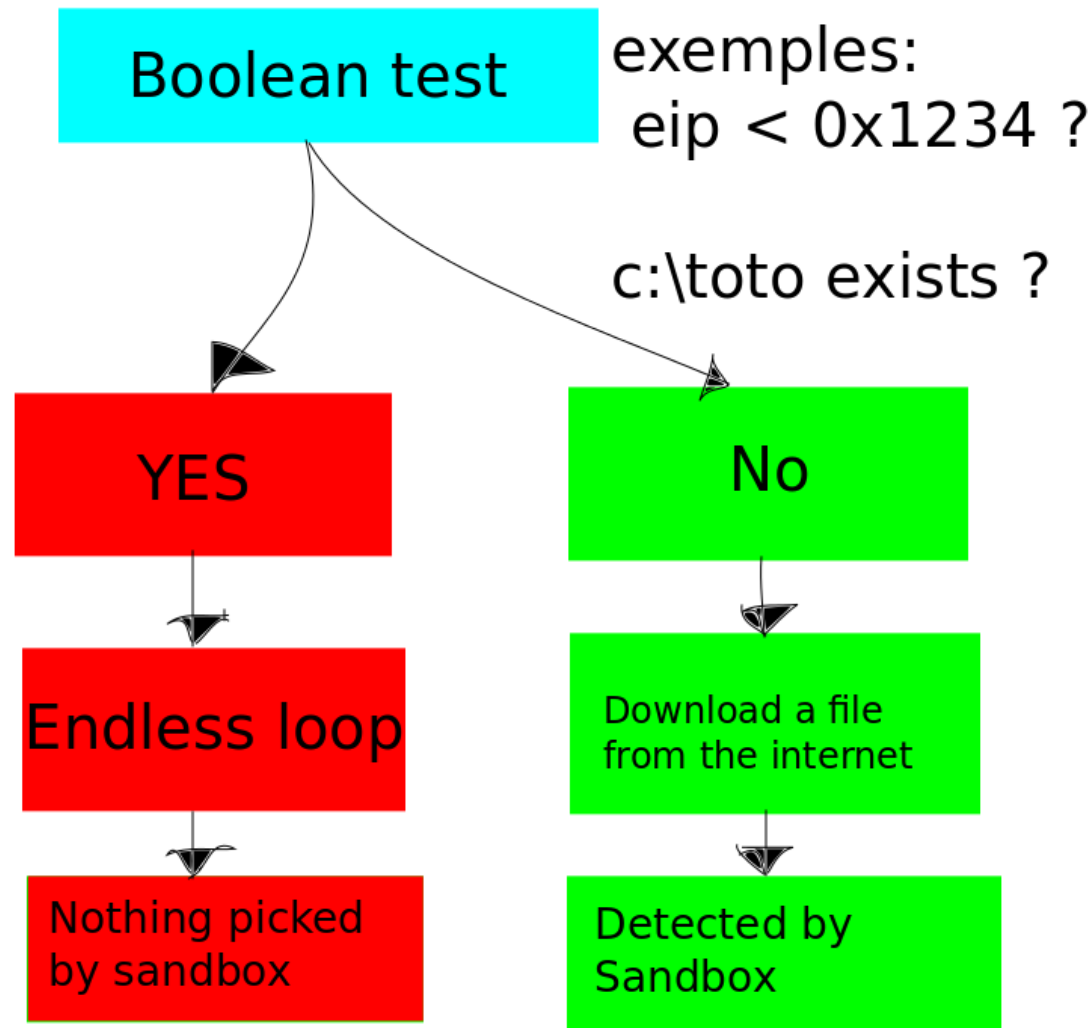 Boolean test
exemples:
eip < 0x1234 ?
c:\toto exists ?
YES
No
Endless loop
Download a file
from the internet
Nothing picked
by sandbox
Detected by
Sandbox